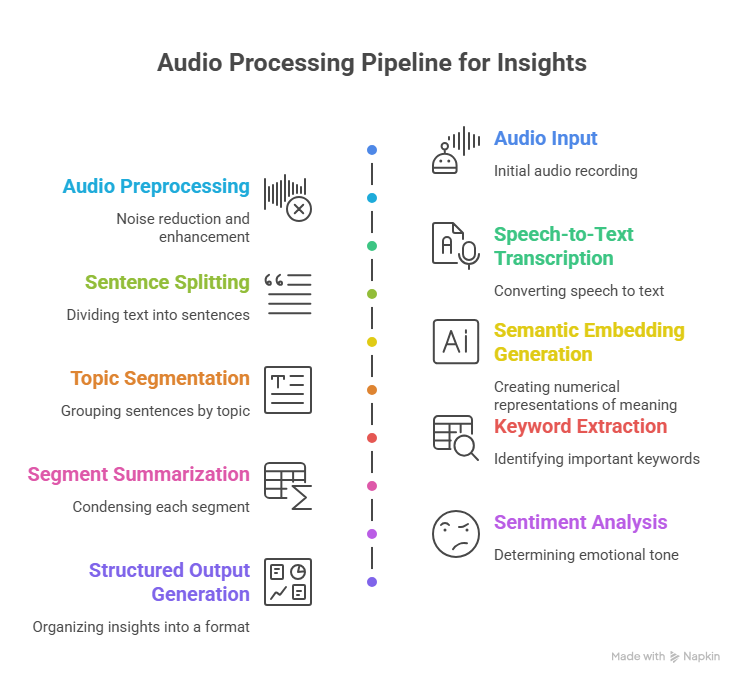 Audio Processing Pipeline for Insights
Audio Input
Initial audio recording
Audio Preprocessing
Noise reduction and
enhancement
Speech-to-Text
Transcription
Converting speech to text
Sentence Splitting
Dividing text into sentences
Ai
Semantic Embedding
Generation
Creating numerical
representations of meaning
Topic Segmentation
Grouping sentences by topic
Keyword Extraction
Identifying important keywords
Segment Summarization
Condensing each segment
Sentiment Analysis
Determining emotional tone
Structured Output
Generation
Organizing insights into a format
Made with Napkin